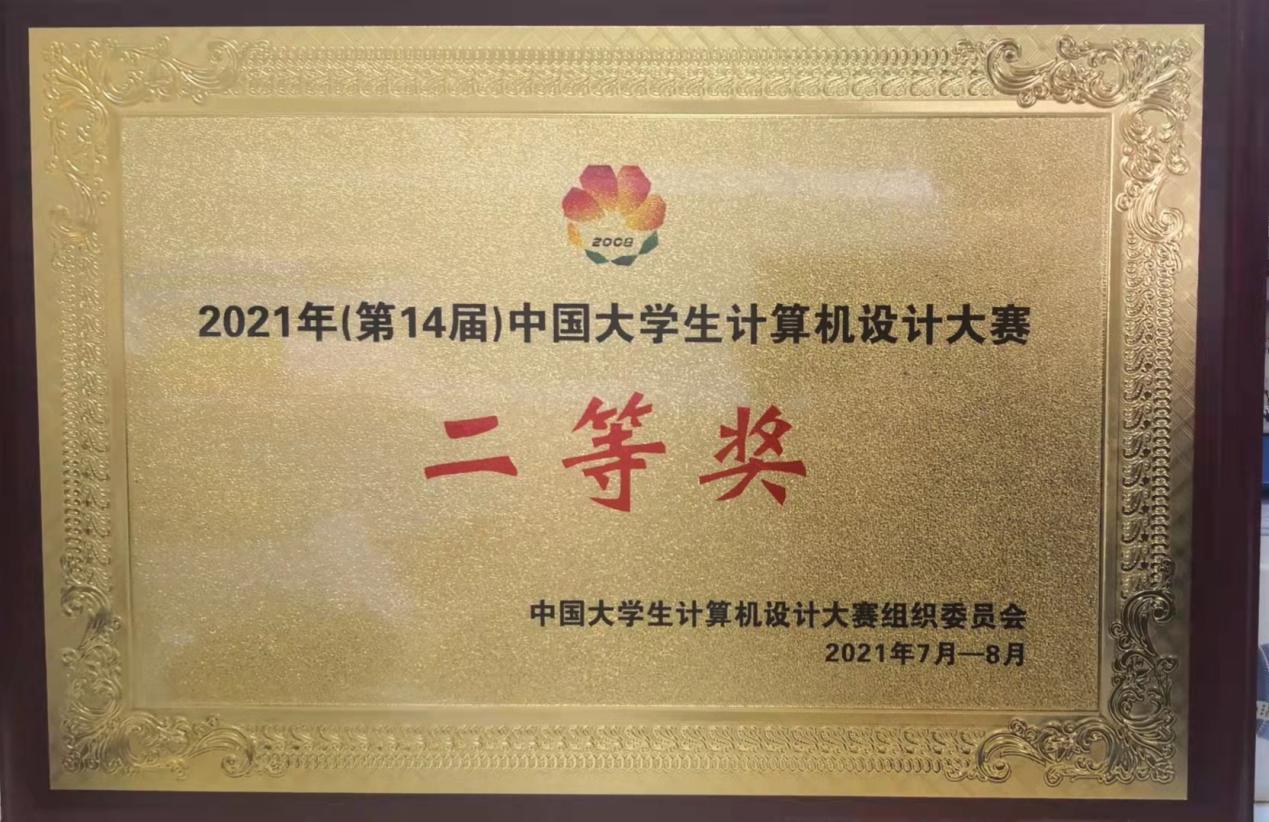 2008
2021年(第14届)中国大学生计算机设计大赛
二等奖
中国大学生计算机设计大赛组织委员会
2021年7月—8月